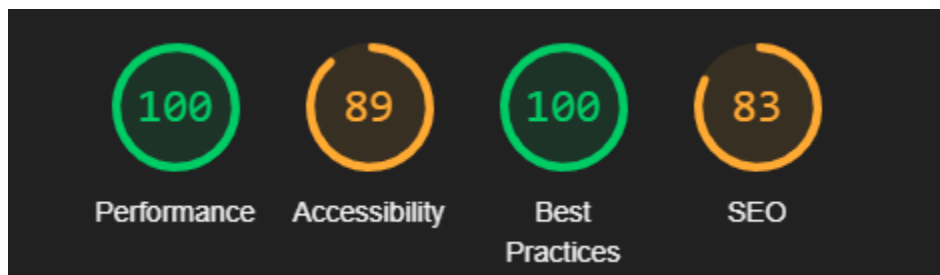 100
89
100
83
Performance
Accessibility
Best
Practices
SEO